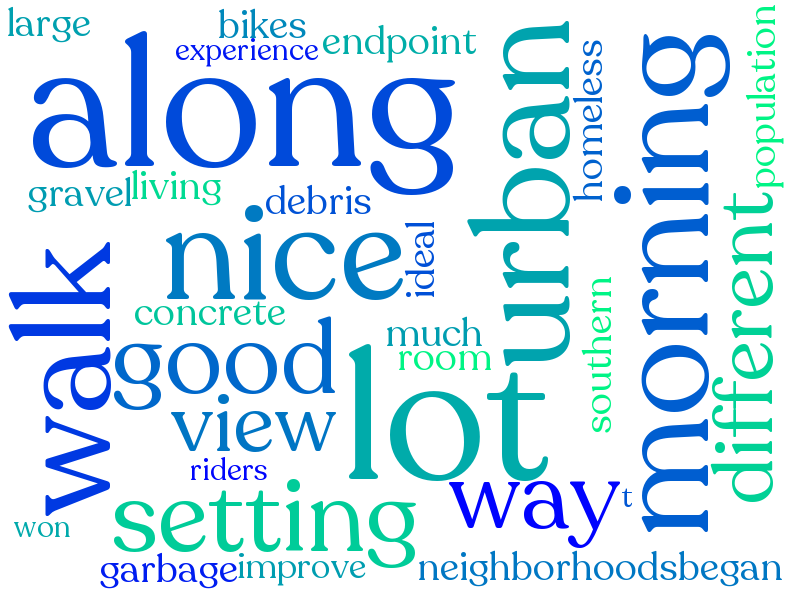 large
bikes
experience
endpoint
along
urban
homeless
morning
population
gravel
living
debris
nice
ideal
different
walk
concrete
good
much
room
southern
view
lot
riders
setting
way
t
won
garbage
improve
neighborhoods
began